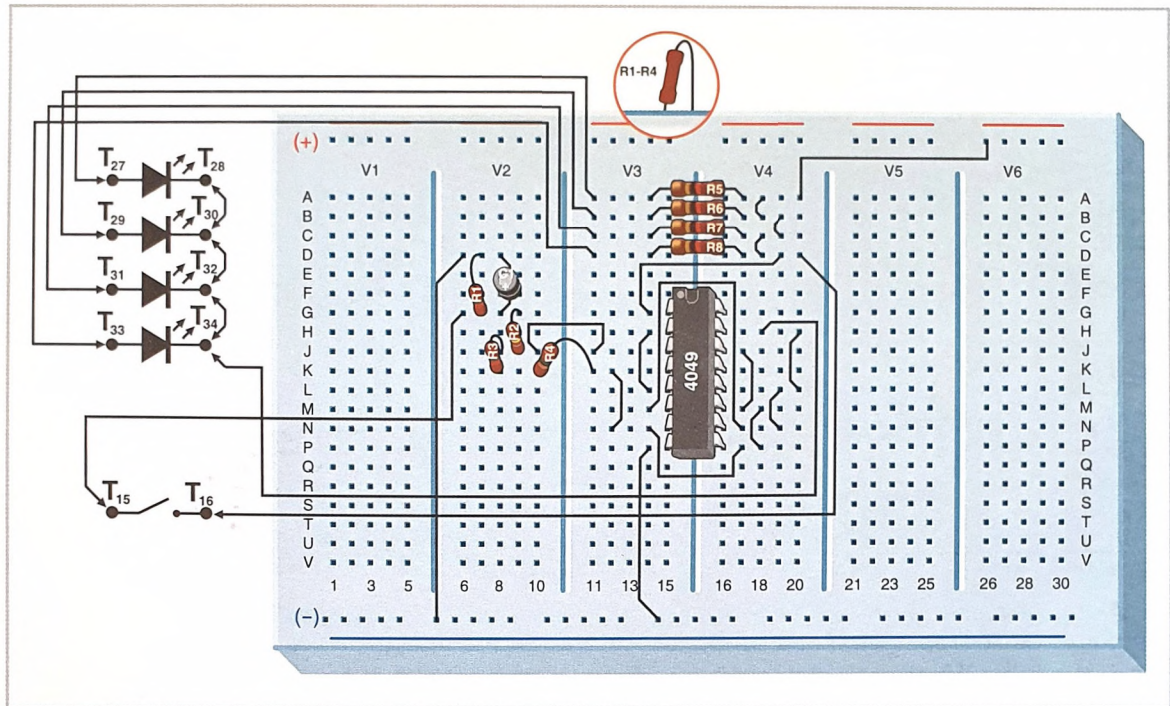 R1-R4
(+)
V1 V2 V3 V4 V5 V6
T27 T28
T29 T30
T31 T32
T33 T34
T15 T16
A A
B B
C C
D D
E E
F F
G G
H H
J J
K K
L L
M M
N N
P P
Q Q
R R
S S
T T
U U
V V
R5
R6
R7
R8
R1
R2
R3
R4
4049
1 3 5 6 8 10 11 13 15 16 18 20 21 23 25 26 28 30
(-)